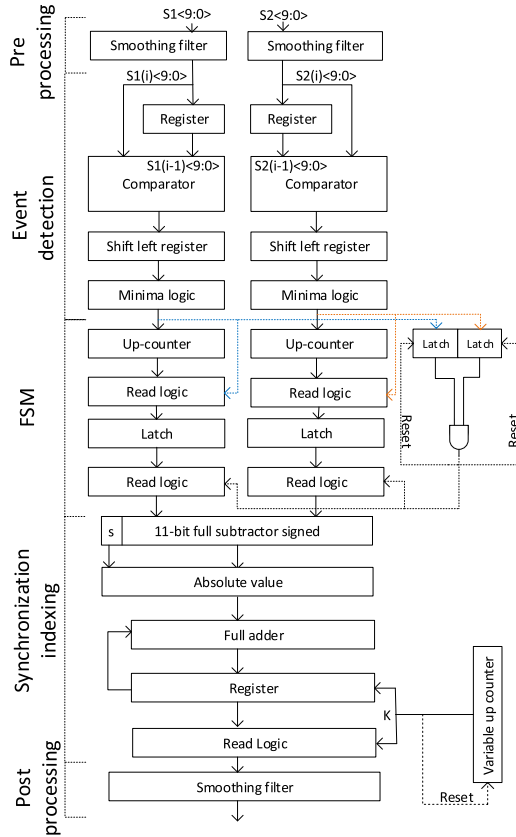 S1<9:0>
S2<9:0>
Pre processing
Smoothing filter
Smoothing filter
S1(i)<9:0>
S2(i)<9:0>
Register
Register
S1(i-1)<9:0>
S2(i-1)<9:0>
Comparator
Comparator
Event detection
Shift left register
Shift left register
Minima logic
Minima logic
FSM
Up-counter
Up-counter
Latch
Latch
Read logic
Read logic
Latch
Latch
Reset
Reset
Read logic
Read logic
Synchronization indexing
s
11-bit full subtractor signed
Absolute value
Full adder
Register
K
Variable up counter
Read Logic
Post processing
Smoothing filter
Reset